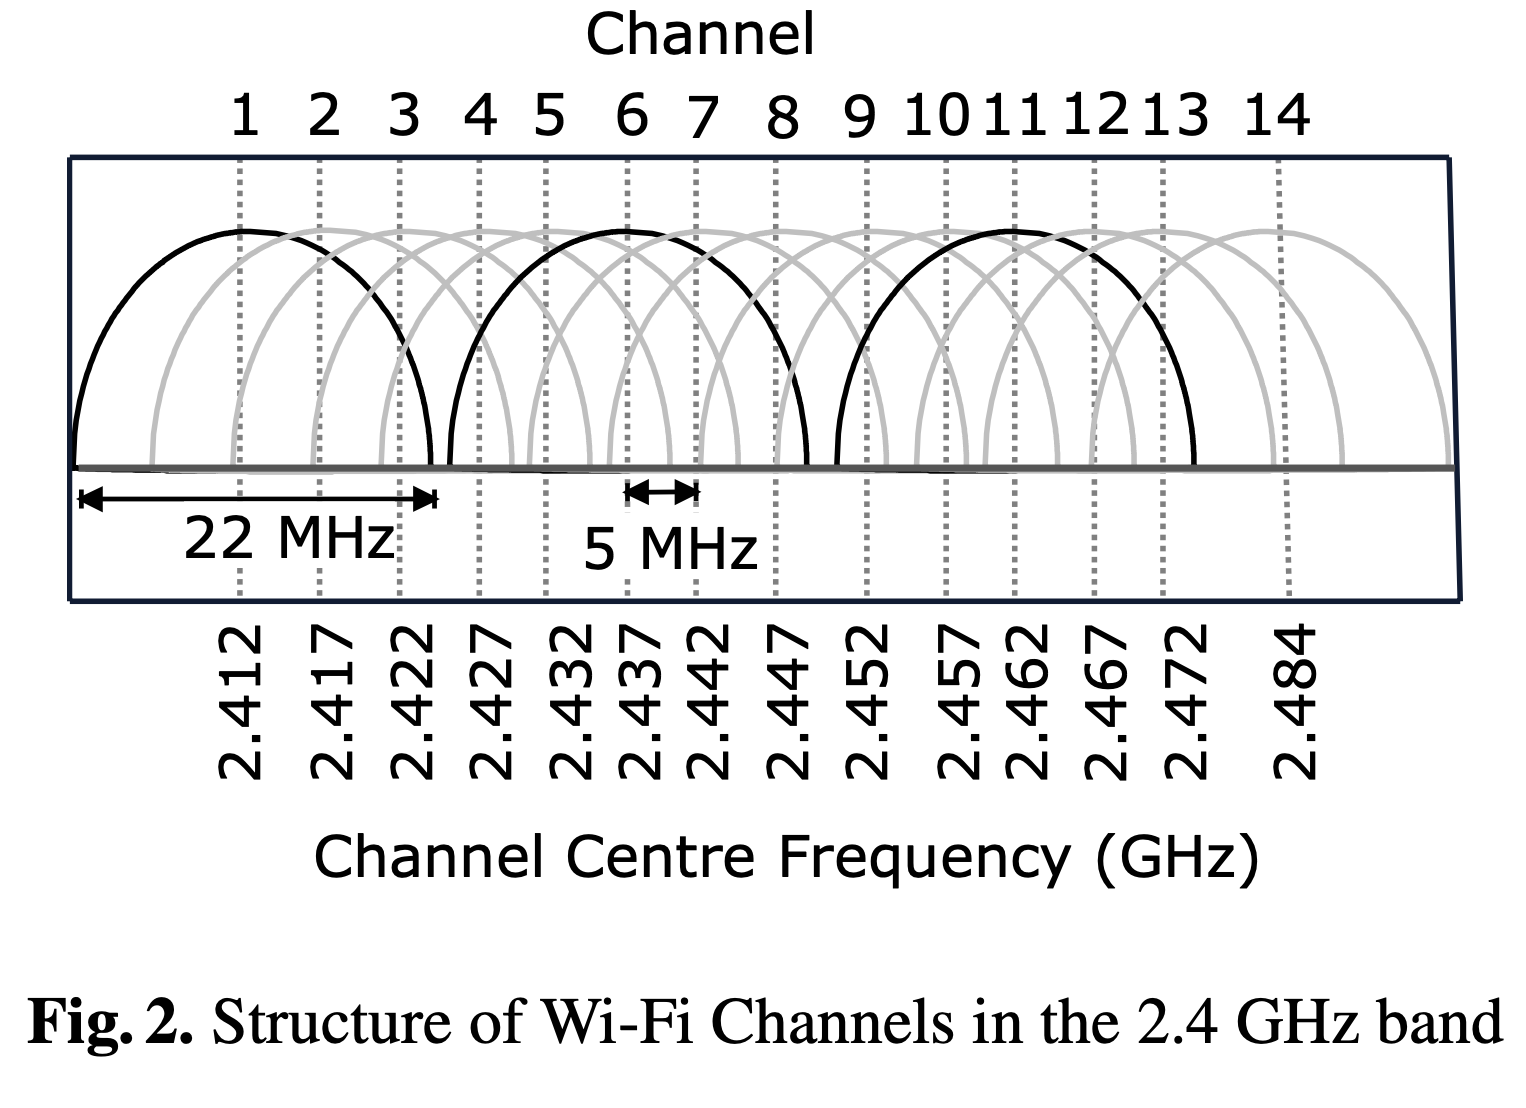 Channel
1 2 3 4 5 6 7 8 9 10 11 12 13 14
22 MHz
5 MHz
2.412 2.417 2.422 2.427 2.432 2.437 2.442 2.447 2.452 2.457 2.462 2.467 2.472 2.484
Channel Centre Frequency (GHz)
Fig. 2. Structure of Wi-Fi Channels in the 2.4 GHz band